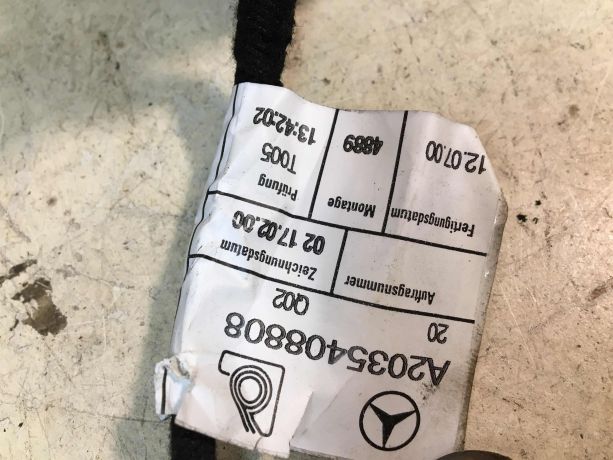 A2035408808
20 Q02
Auftragsnummer Zeichnungsdatum
02 17.02.00
Fertigungsdatum Montage Prüfung
12.07.00 4889 T005
13:42:02